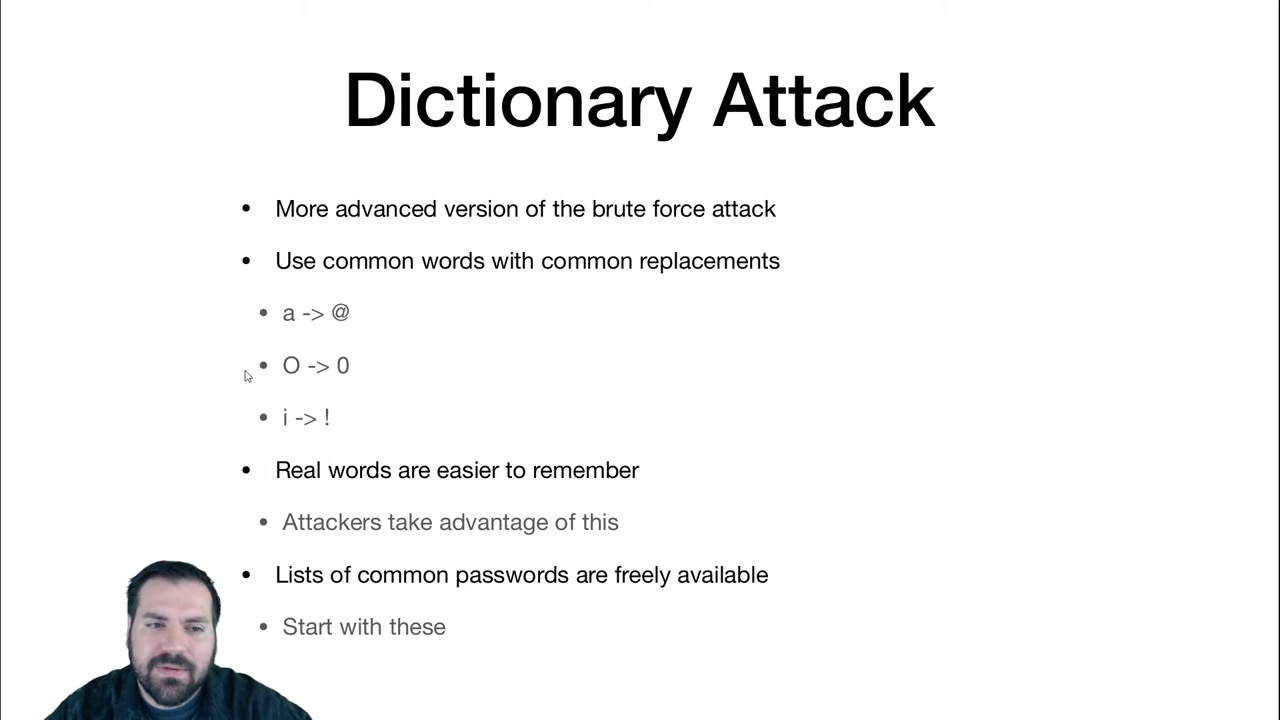 Dictionary Attack
• More advanced version of the brute force attack
• Use common words with common replacements
• a -> @
• O -> 0
• i -> !
• Real words are easier to remember
• Attackers take advantage of this
• Lists of common passwords are freely available
• Start with these